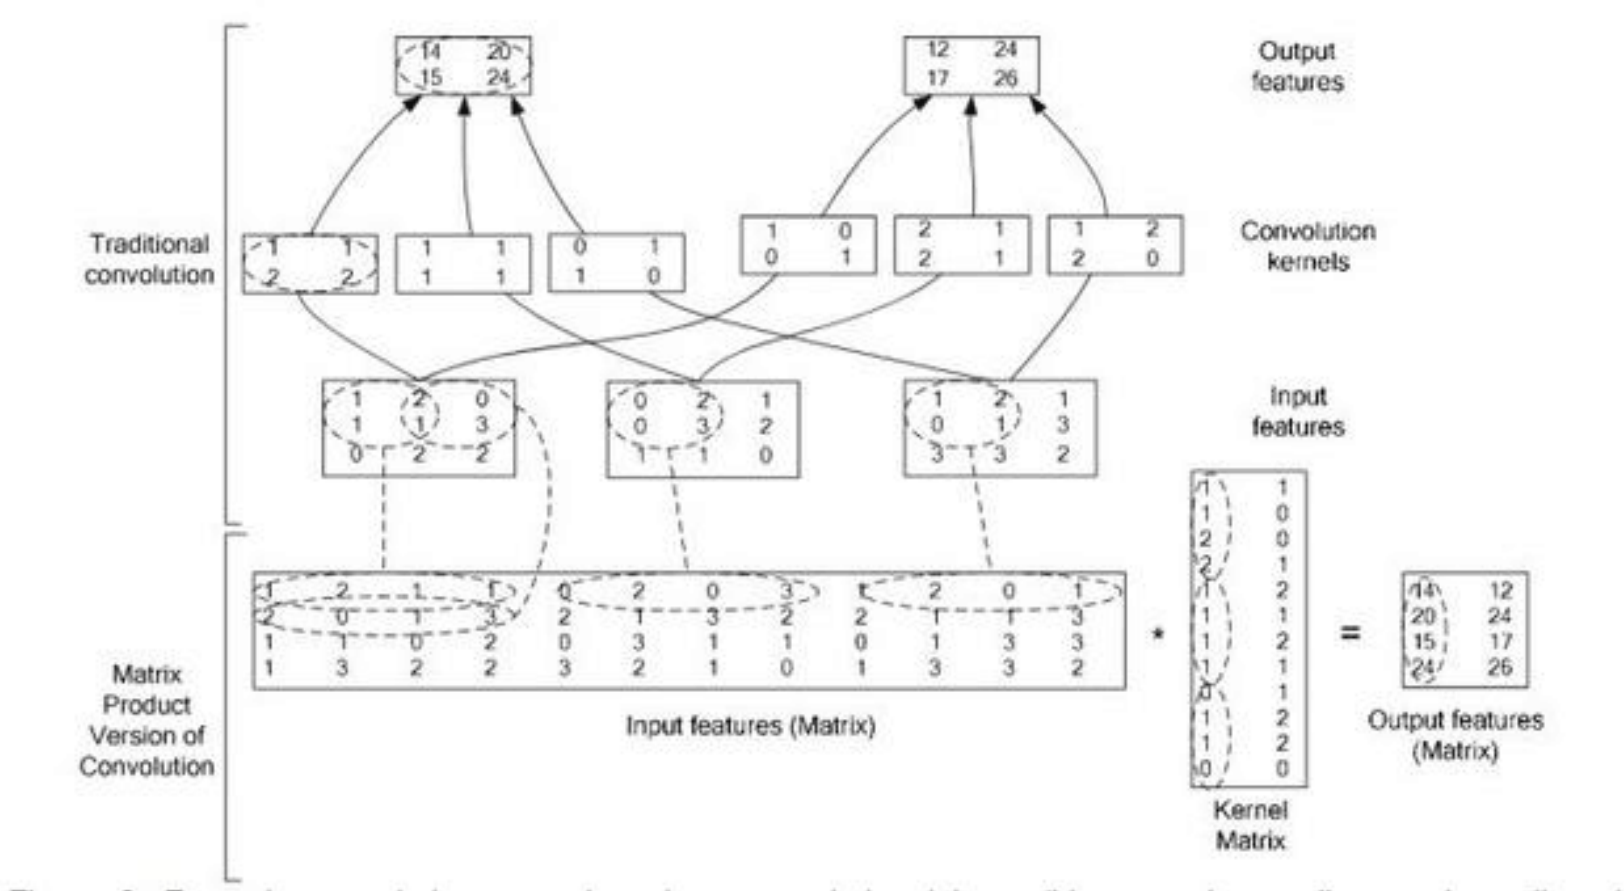 14 20
15 24
12 24
17 26
Output
features
Traditional
convolution
1 1
2 2
1 1
1 1
0 1
1 0
1 0
0 1
2 1
2 1
1 2
2 0
Convolution
kernels
1 2 0
1 1 3
0 2 2
0 2 1
0 3 2
1 1 0
1 2 1
0 1 3
3 3 2
Input
features
Matrix
Product
Version of
Convolution
1 2 1 1 0 2 0 3 1 2 0 1
2 0 1 3 2 1 3 2 2 1 1 3
1 1 0 2 0 3 1 1 0 1 3 3
1 3 2 2 3 2 1 0 1 3 3 2
Input features (Matrix)
*
1 1
1 0
2 0
2 1
1 2
1 1
1 2
1 1
0 1
1 2
1 2
0 0
Kernel
Matrix
=
14 12
20 24
15 17
24 26
Output features
(Matrix)